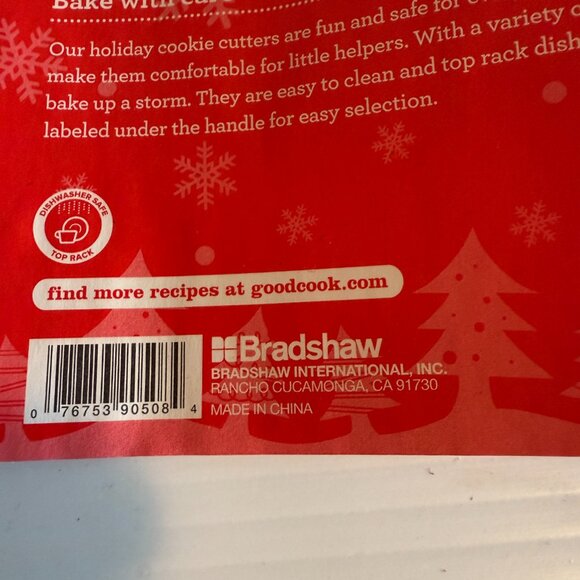 Bake with car
Our holiday cookie cutters are fun and safe for
make them comfortable for little helpers. With a variety o
bake up a storm. They are easy to clean and top rack dish
labeled under the handle for easy selection.
DISHWASHER SAFE
TOP RACK
find more recipes at goodcook.com
Bradshaw
BRADSHAW INTERNATIONAL, INC.
RANCHO CUCAMONGA, CA 91730
MADE IN CHINA
0 76753 90508 4